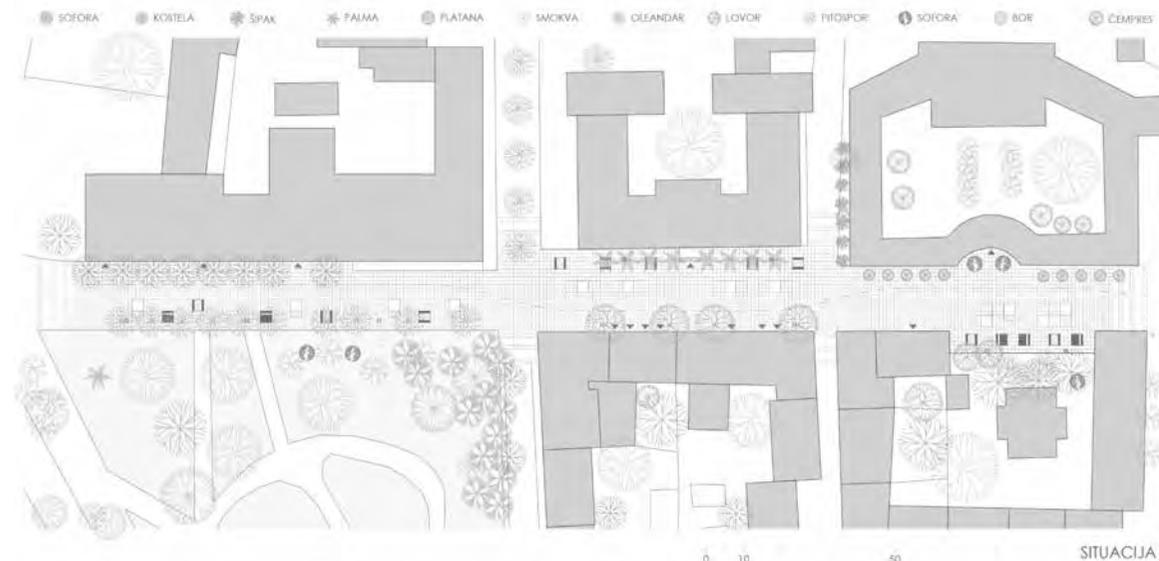 SOFORA KOSTELA ŠIPAK PALMA PLATANA SMOKVA OLEANDAR LOVOR PITOSPOR SOFORA BOR ČEMPRES
0 10 50
SITUACIJA